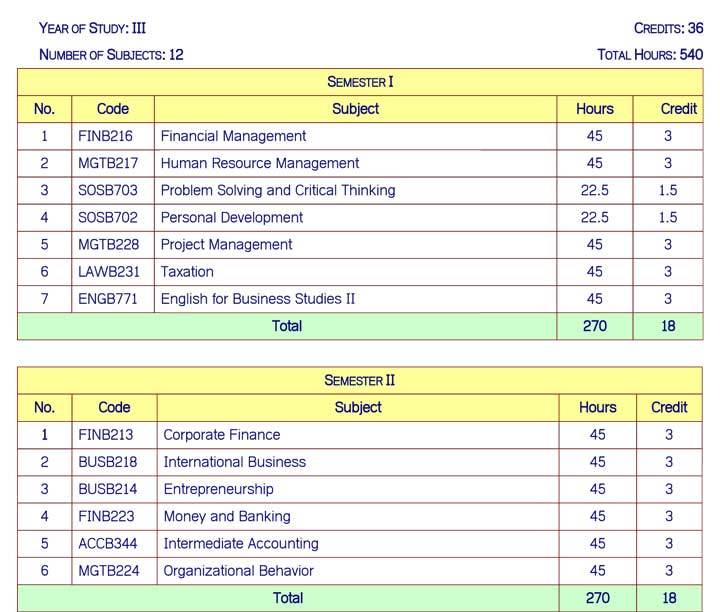 YEAR OF STUDY: III CREDITS: 36
NUMBER OF SUBJECTS: 12 TOTAL HOURS: 540
SEMESTER I
No. Code Subject Hours Credit
1 FINB216 Financial Management 45 3
2 MGTB217 Human Resource Management 45 3
3 SOSB703 Problem Solving and Critical Thinking 22.5 1.5
4 SOSB702 Personal Development 22.5 1.5
5 MGTB228 Project Management 45 3
6 LAWB231 Taxation 45 3
7 ENGB771 English for Business Studies II 45 3
Total 270 18
SEMESTER II
No. Code Subject Hours Credit
1 FINB213 Corporate Finance 45 3
2 BUSB218 International Business 45 3
3 BUSB214 Entrepreneurship 45 3
4 FINB223 Money and Banking 45 3
5 ACCB344 Intermediate Accounting 45 3
6 MGTB224 Organizational Behavior 45 3
Total 270 18